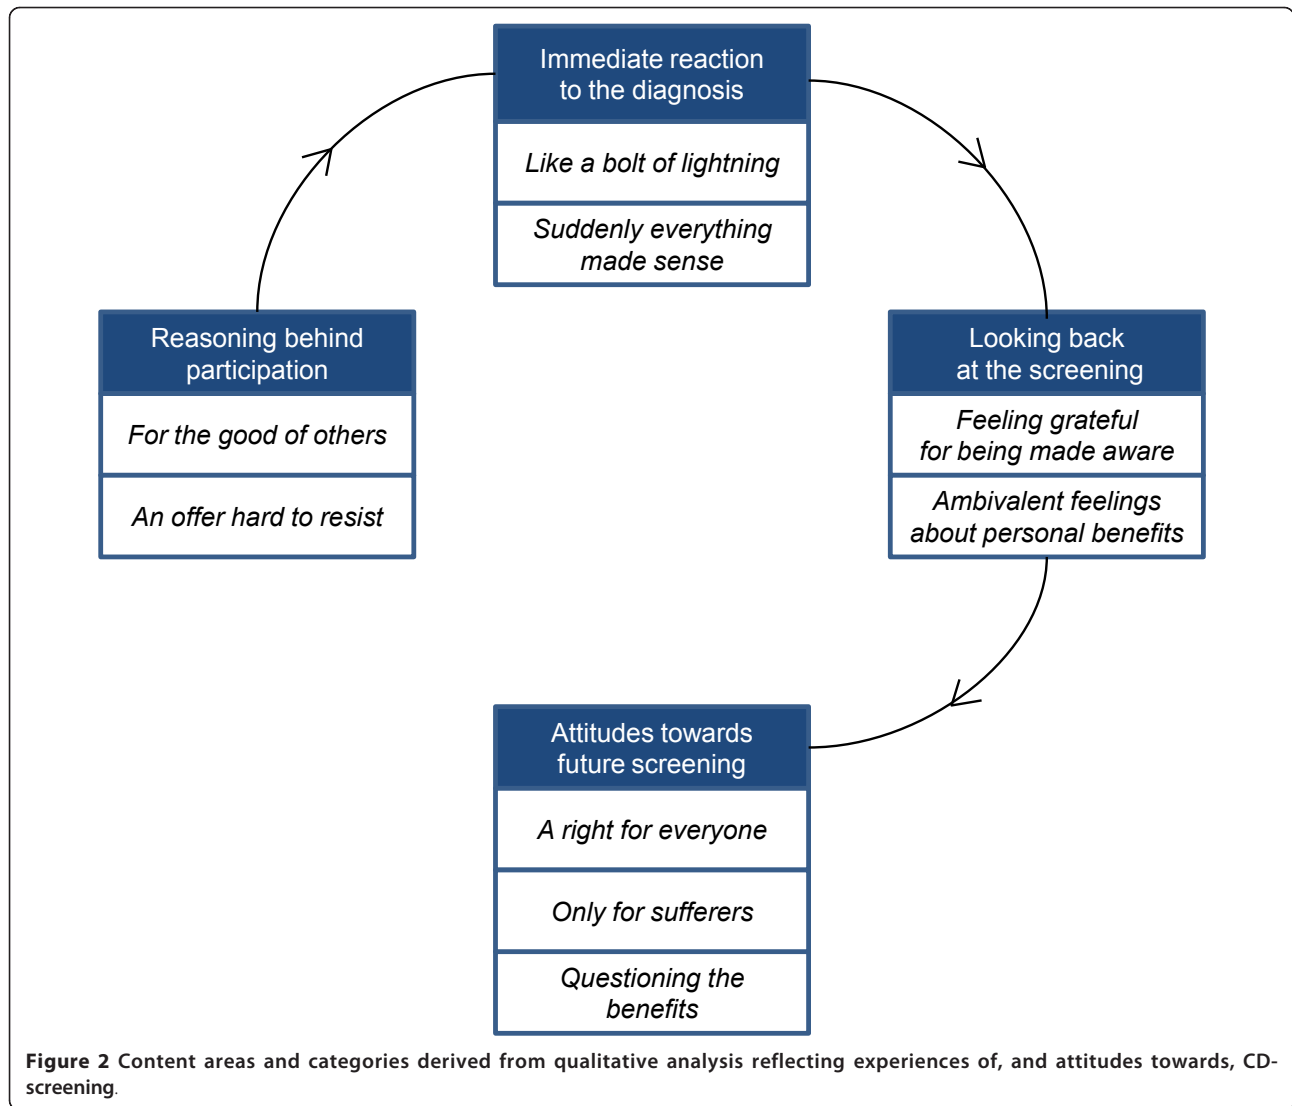 Immediate reaction
to the diagnosis
Like a bolt of lightning
Suddenly everything
made sense
Reasoning behind
participation
For the good of others
An offer hard to resist
Looking back
at the screening
Feeling grateful
for being made aware
Ambivalent feelings
about personal benefits
Attitudes towards
future screening
A right for everyone
Only for sufferers
Questioning the
benefits
Figure 2 Content areas and categories derived from qualitative analysis reflecting experiences of, and attitudes towards, CD-
screening.